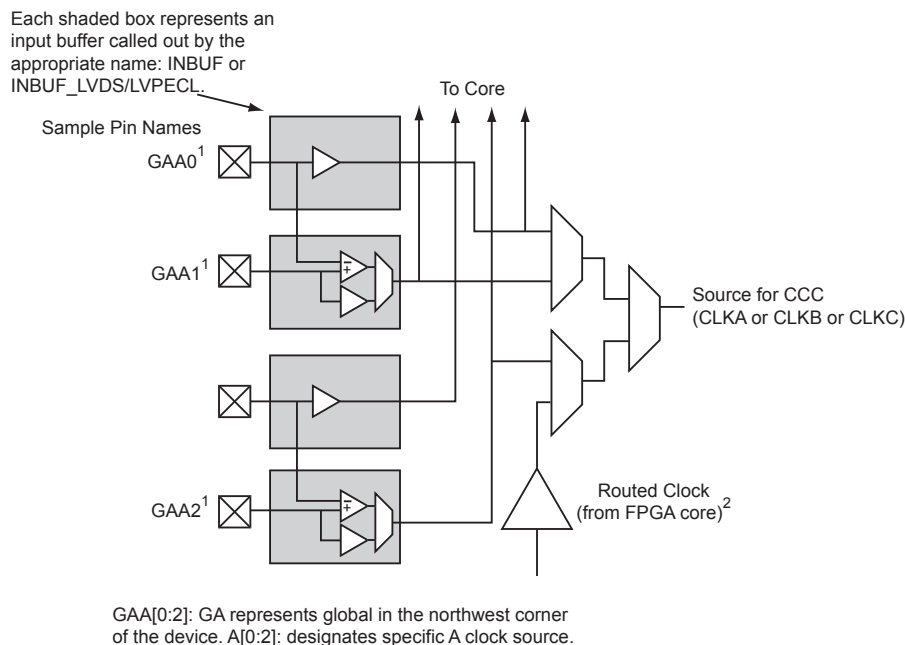 Each shaded box represents an
input buffer called out by the
appropriate name: INBUF or
INBUF_LVDS/LVPECL.
To Core
Sample Pin Names
GAA0¹
GAA1¹
Source for CCC
(CLKA or CLKB or CLKC)
GAA2¹
Routed Clock
(from FPGA core)²
GAA[0:2]: GA represents global in the northwest corner
of the device. A[0:2]: designates specific A clock source.